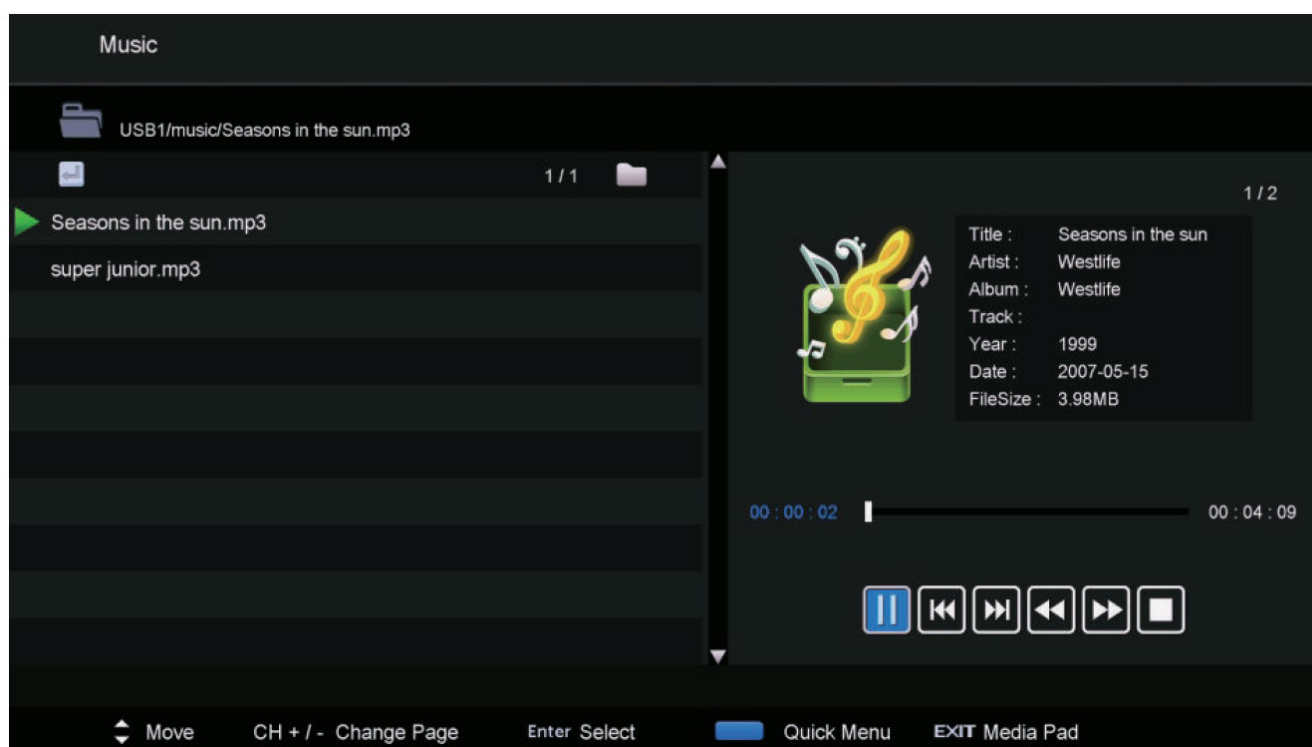 Music
USB1/music/Seasons in the sun.mp3
1 / 1
1 / 2
Seasons in the sun.mp3
super junior.mp3
Title : Seasons in the sun
Artist : Westlife
Album : Westlife
Track :
Year : 1999
Date : 2007-05-15
FileSize : 3.98MB
00 : 00 : 02
00 : 04 : 09
Move CH + / - Change Page Enter Select Quick Menu EXIT Media Pad